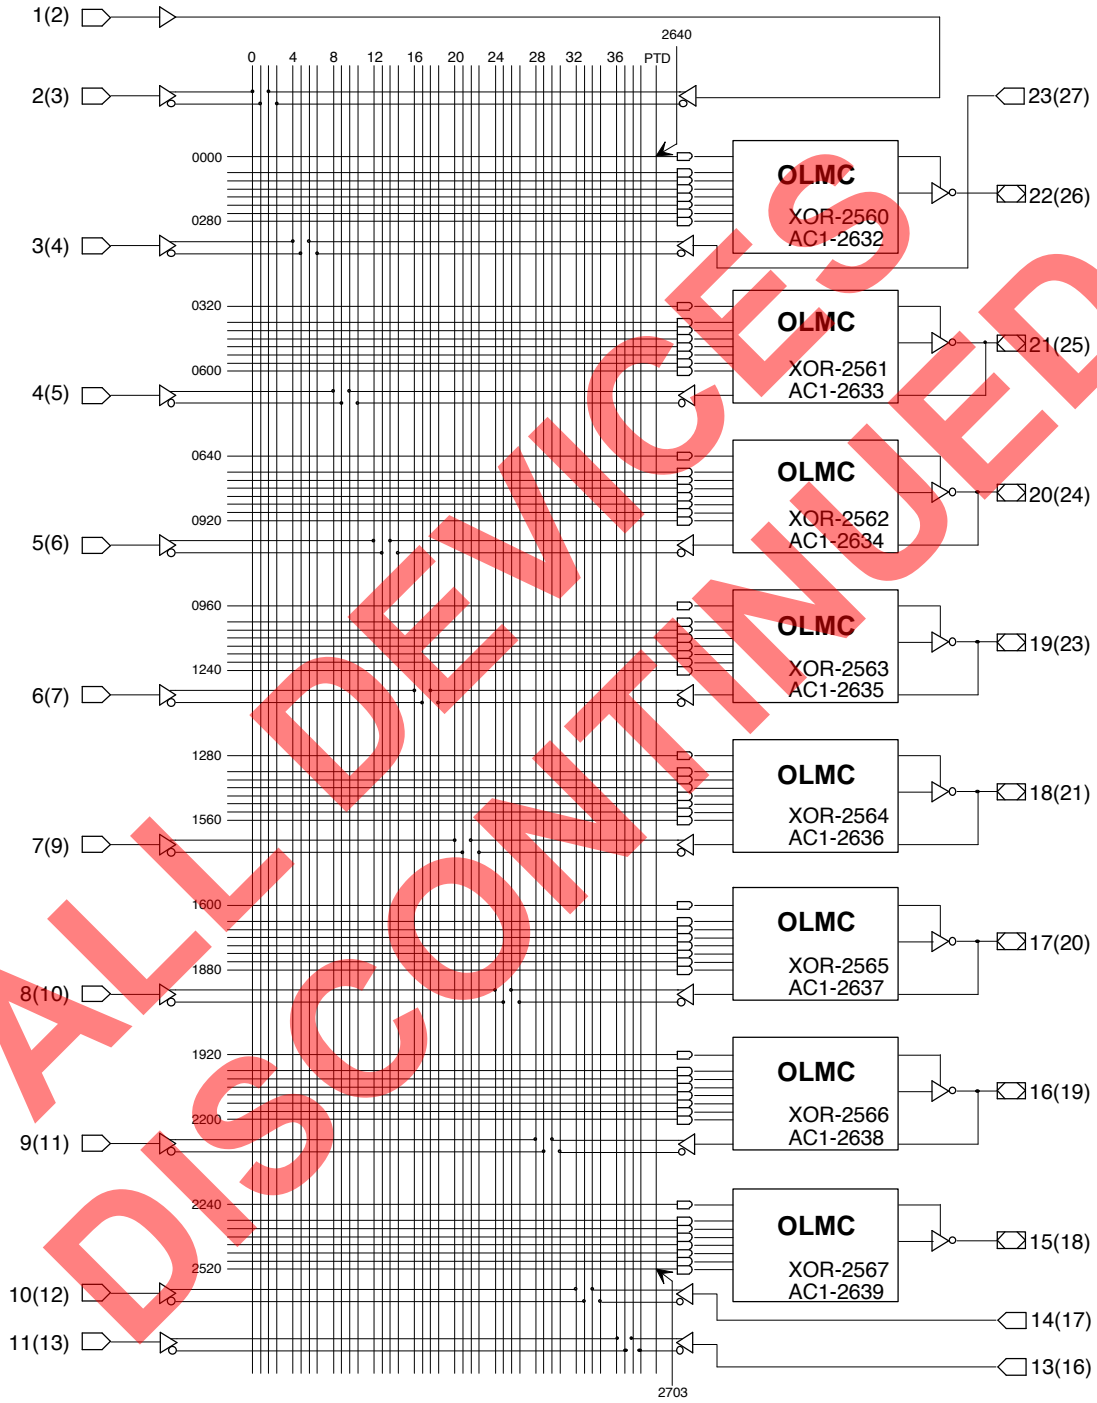 1(2)
2640
0 4 8 12 16 20 24 28 32 36 PTD
2(3)
23(27)
0000
OLMC
22(26)
0280
XOR-2560
AC1-2632
3(4)
0320
OLMC
21(25)
0600
XOR-2561
AC1-2633
4(5)
0640
OLMC
20(24)
0920
XOR-2562
AC1-2634
5(6)
0960
OLMC
19(23)
1240
XOR-2563
AC1-2635
6(7)
1280
OLMC
18(21)
1560
XOR-2564
AC1-2636
7(9)
1600
OLMC
17(20)
1880
XOR-2565
AC1-2637
8(10)
1920
OLMC
16(19)
2200
XOR-2566
AC1-2638
9(11)
2240
OLMC
15(18)
2520
XOR-2567
AC1-2639
10(12)
14(17)
11(13)
13(16)
2703
ALL DEVICES
DISCONTINUED